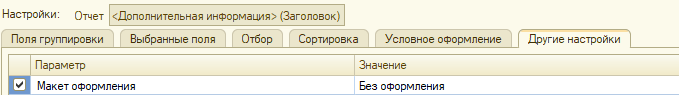 Настройки: Отчет <Дополнительная информация> (Заголовок)
Поля группировки Выбранные поля Отбор Сортировка Условное оформление Другие настройки
Параметр Значение
Макет оформления Без оформления